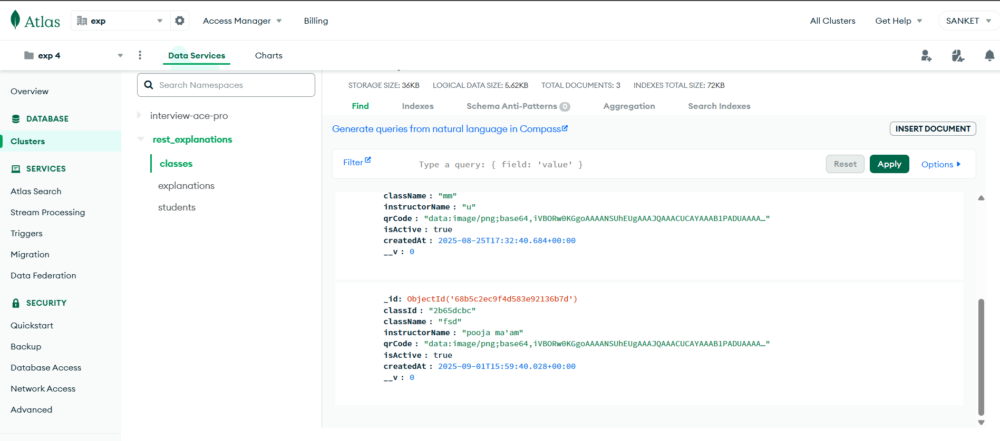 Atlas
exp
Access Manager
Billing
All Clusters
Get Help
SANKET
exp 4
Data Services
Charts
Overview
DATABASE
Clusters
SERVICES
Atlas Search
Stream Processing
Triggers
Migration
Data Federation
SECURITY
Quickstart
Backup
Database Access
Network Access
Advanced
Search Namespaces
interview-ace-pro
rest_explanations
classes
explanations
students
STORAGE SIZE: 36KB LOGICAL DATA SIZE: 5.62KB TOTAL DOCUMENTS: 3 INDEXES TOTAL SIZE: 72KB
Find Indexes Schema Anti-Patterns 0 Aggregation Search Indexes
Generate queries from natural language in Compass
INSERT DOCUMENT
Filter
Type a query: { field: 'value' }
Reset
Apply
Options
className : "mm"
instructorName : "u"
qrCode : "data:image/png;base64,iVBORw0KGgoAAAANSUhEUgAAAJQAAACUCAYAAAB1PADUAAAA…"
isActive : true
createdAt : 2025-08-25T17:32:40.684+00:00
__v : 0
_id: ObjectId('68b5c2ec9f4d583e92136b7d')
classId : "2b65dcbc"
className : "fsd"
instructorName : "pooja ma'am"
qrCode : "data:image/png;base64,iVBORw0KGgoAAAANSUhEUgAAAJQAAACUCAYAAAB1PADUAAAA…"
isActive : true
createdAt : 2025-09-01T15:59:40.028+00:00
__v : 0